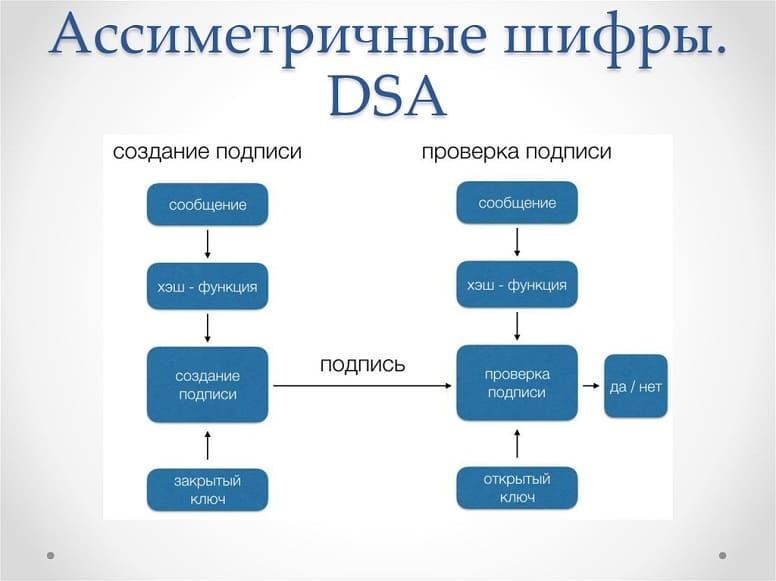 Ассиметричные шифры.
DSA
создание подписи
сообщение
хэш - функция
создание
подписи
закрытый
ключ
подпись
проверка подписи
сообщение
хэш - функция
проверка
подписи
да / нет
открытый
ключ